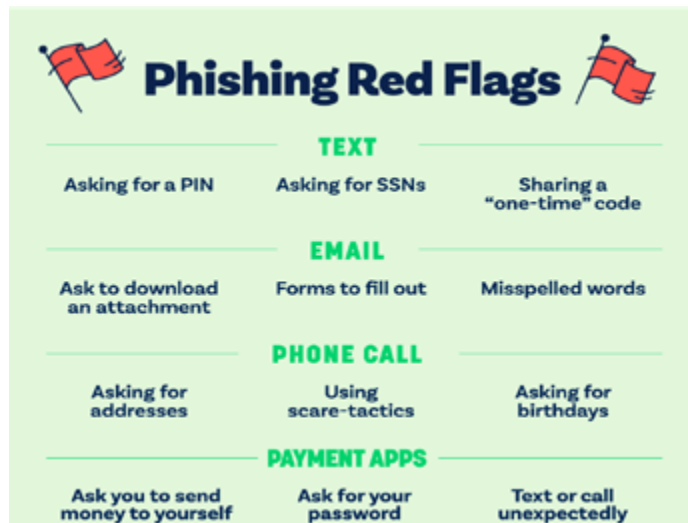 Phishing Red Flags
TEXT
Asking for a PIN
Asking for SSNs
Sharing a
"one-time" code
EMAIL
Ask to download
an attachment
Forms to fill out
Misspelled words
PHONE CALL
Asking for
addresses
Using
scare-tactics
Asking for
birthdays
PAYMENT APPS
Ask you to send
money to yourself
Ask for your
password
Text or call
unexpectedly